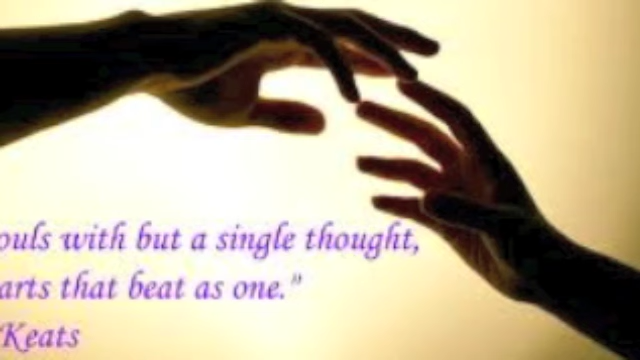 ouls with but a single thought,
arts that beat as one.”
Keats